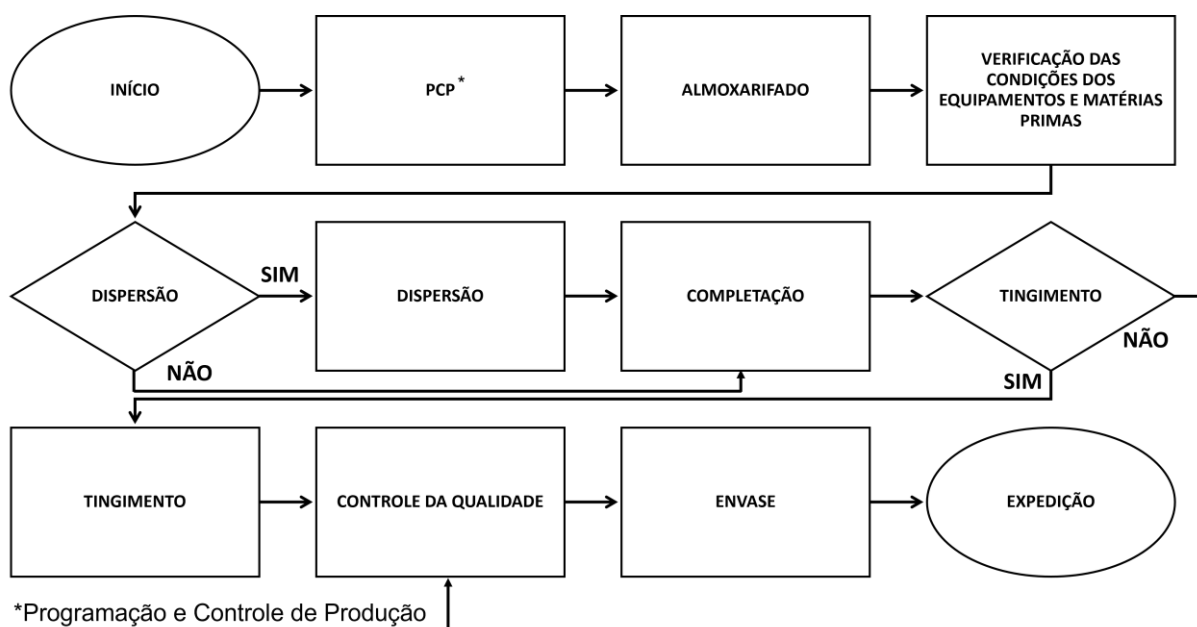 INÍCIO
PCP*
ALMOXARIFADO
VERIFICAÇÃO DAS
CONDIÇÕES DOS
EQUIPAMENTOS E MATÉRIAS
PRIMAS
DISPERSÃO
SIM
NÃO
DISPERSÃO
COMPLETAÇÃO
TINGIMENTO
NÃO
SIM
TINGIMENTO
CONTROLE DA QUALIDADE
ENVASE
EXPEDIÇÃO
*Programação e Controle de Produção